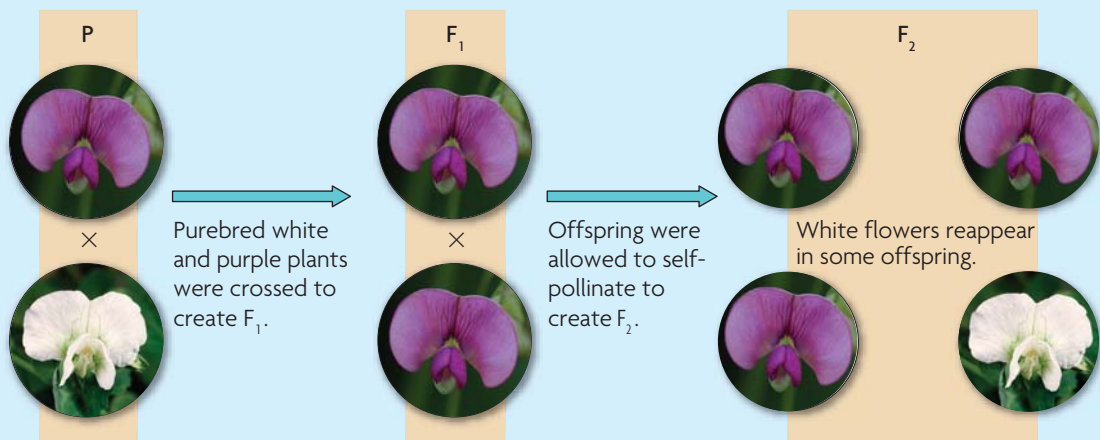 P
×
Purebred white
and purple plants
were crossed to
create F₁.
F₁
×
Offspring were
allowed to self-
pollinate to
create F₂.
F₂
White flowers reappear
in some offspring.